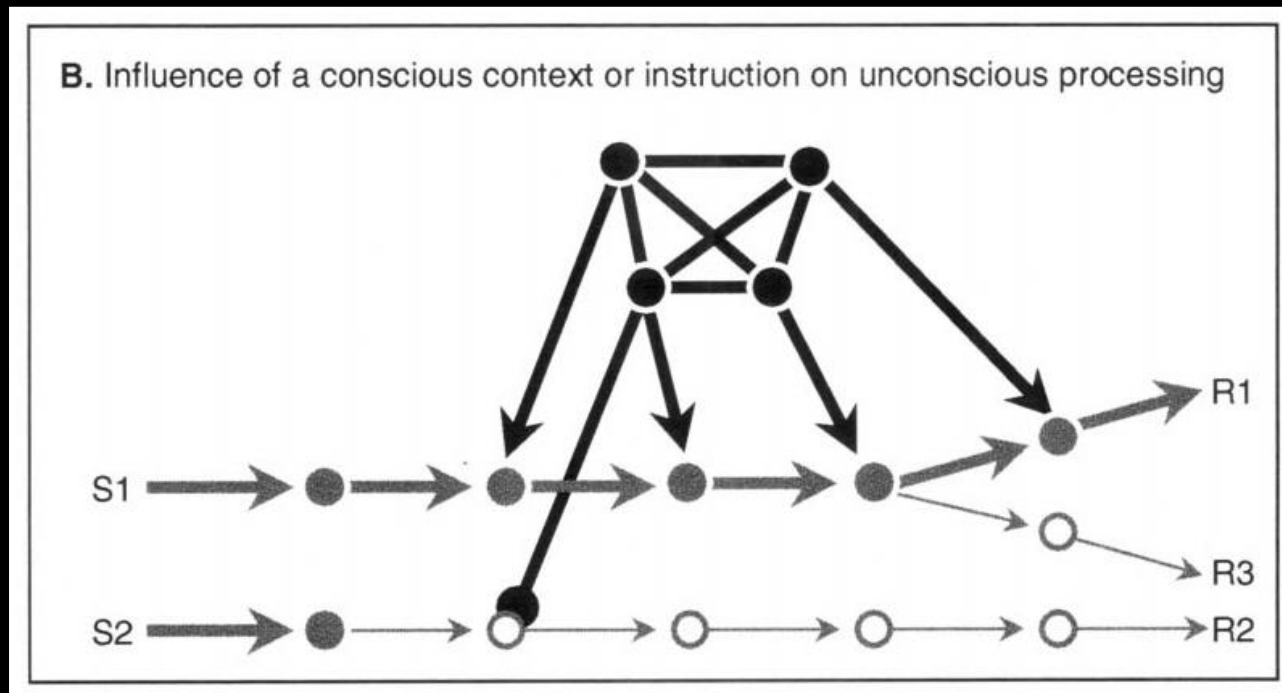 B. Influence of a conscious context or instruction on unconscious processing
S1
R1
R3
S2
R2